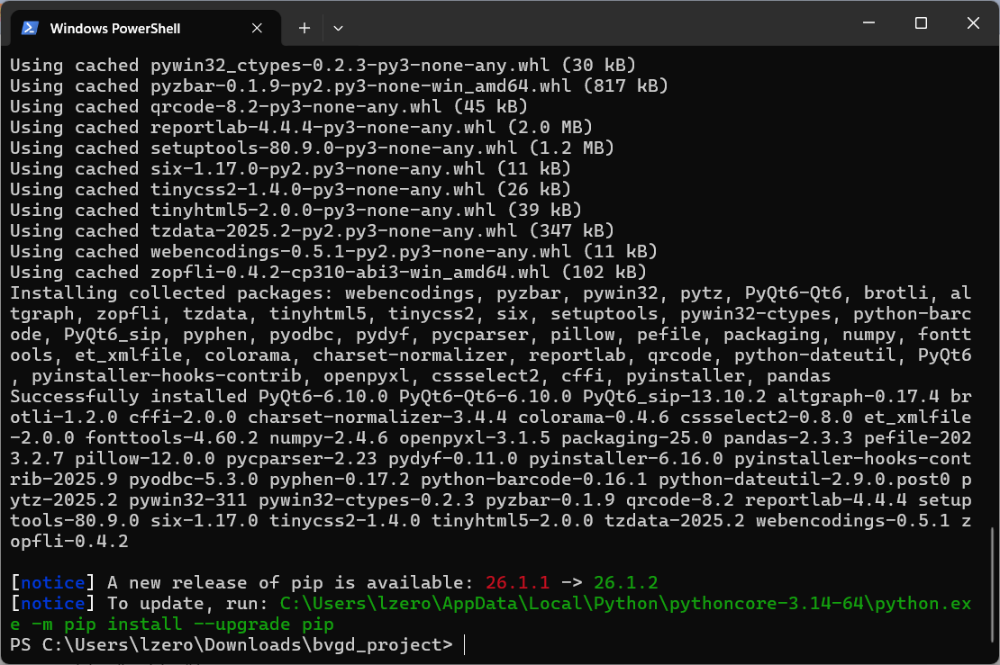 Windows PowerShell
Using cached pywin32_ctypes-0.2.3-py3-none-any.whl (30 kB)
Using cached pyzbar-0.1.9-py2.py3-none-win_amd64.whl (817 kB)
Using cached qrcode-8.2-py3-none-any.whl (45 kB)
Using cached reportlab-4.4.4-py3-none-any.whl (2.0 MB)
Using cached setuptools-80.9.0-py3-none-any.whl (1.2 MB)
Using cached six-1.17.0-py2.py3-none-any.whl (11 kB)
Using cached tinycss2-1.4.0-py3-none-any.whl (26 kB)
Using cached tinyhtml5-2.0.0-py3-none-any.whl (39 kB)
Using cached tzdata-2025.2-py2.py3-none-any.whl (347 kB)
Using cached webencodings-0.5.1-py2.py3-none-any.whl (11 kB)
Using cached zopfli-0.4.2-cp310-abi3-win_amd64.whl (102 kB)
Installing collected packages: webencodings, pyzbar, pywin32, pytz, PyQt6-Qt6, brotli, al
tgraph, zopfli, tzdata, tinyhtml5, tinycss2, six, setuptools, pywin32-ctypes, python-barc
ode, PyQt6_sip, pyphen, pyodbc, pydyf, pycparser, pillow, pefile, packaging, numpy, fontt
ools, et_xmlfile, colorama, charset-normalizer, reportlab, qrcode, python-dateutil, PyQt6
, pyinstaller-hooks-contrib, openpyxl, cssselect2, cffi, pyinstaller, pandas
Successfully installed PyQt6-6.10.0 PyQt6-Qt6-6.10.0 PyQt6_sip-13.10.2 altgraph-0.17.4 br
otli-1.2.0 cffi-2.0.0 charset-normalizer-3.4.4 colorama-0.4.6 cssselect2-0.8.0 et_xmlfile
-2.0.0 fonttools-4.60.2 numpy-2.4.6 openpyxl-3.1.5 packaging-25.0 pandas-2.3.3 pefile-202
3.2.7 pillow-12.0.0 pycparser-2.23 pydyf-0.11.0 pyinstaller-6.16.0 pyinstaller-hooks-cont
rib-2025.9 pyodbc-5.3.0 pyphen-0.17.2 python-barcode-0.16.1 python-dateutil-2.9.0.post0 p
ytz-2025.2 pywin32-311 pywin32-ctypes-0.2.3 pyzbar-0.1.9 qrcode-8.2 reportlab-4.4.4 setup
tools-80.9.0 six-1.17.0 tinycss2-1.4.0 tinyhtml5-2.0.0 tzdata-2025.2 webencodings-0.5.1 z
opfli-0.4.2
[notice] A new release of pip is available: 26.1.1 -> 26.1.2
[notice] To update, run: C:\Users\lzero\AppData\Local\Python\pythoncore-3.14-64\python.ex
e -m pip install --upgrade pip
PS C:\Users\lzero\Downloads\bvgd_project>